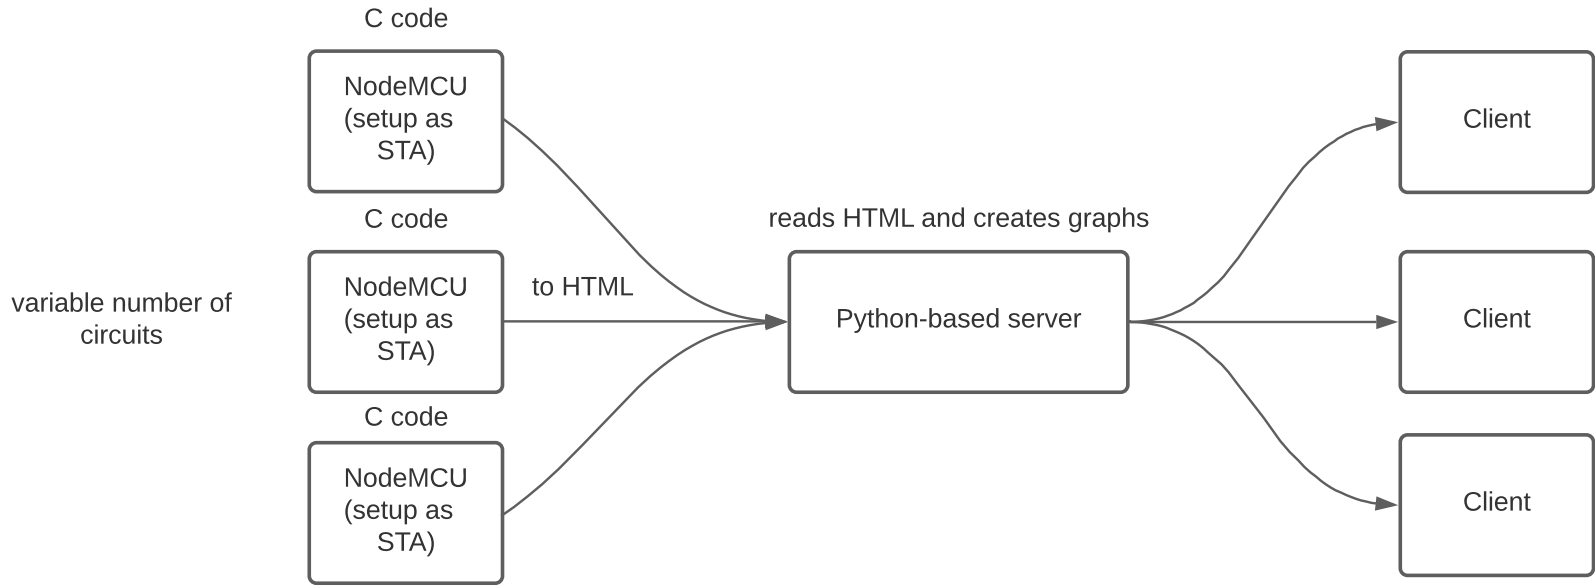 C code
NodeMCU
(setup as
STA)
C code
NodeMCU
(setup as
STA)
C code
NodeMCU
(setup as
STA)
variable number of
circuits
to HTML
reads HTML and creates graphs
Python-based server
Client
Client
Client